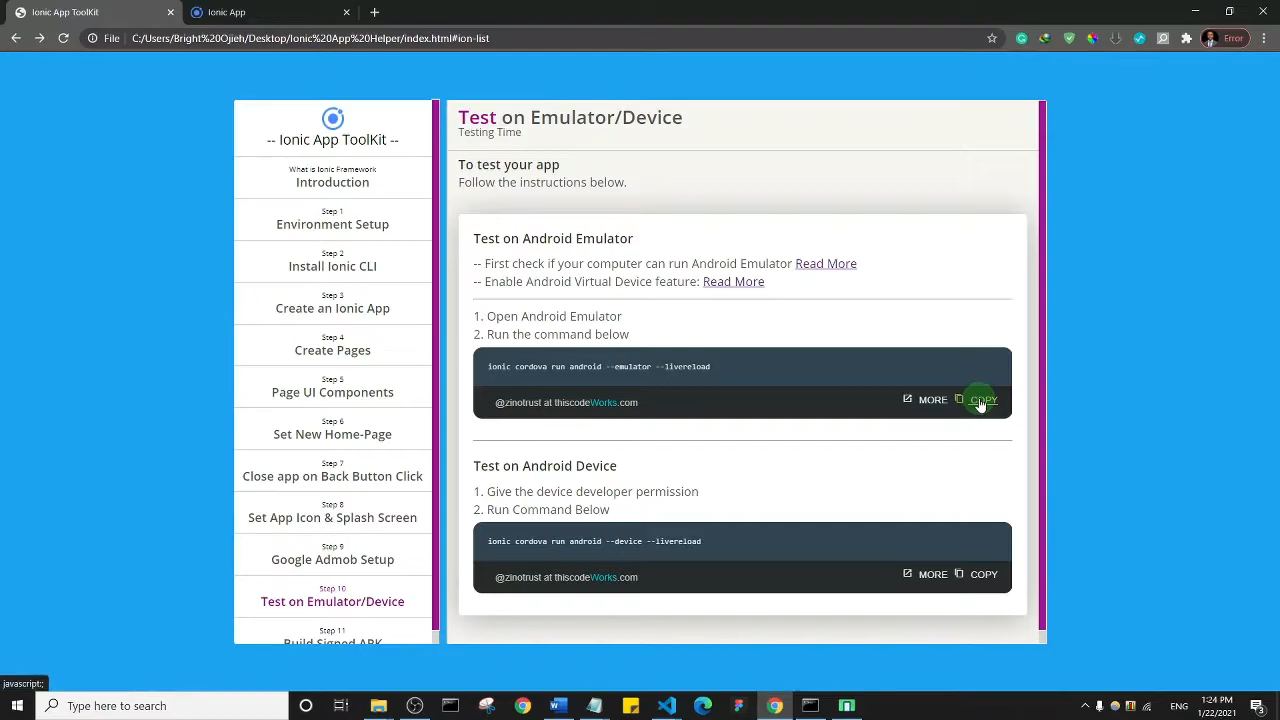 Ionic App ToolKit
Ionic App
File
C:/Users/Bright%20Ojieh/Desktop/Ionic%20App%20Helper/index.html#ion-list
Error
-- Ionic App ToolKit --
What is Ionic Framework
Introduction
Step 1
Environment Setup
Step 2
Install Ionic CLI
Step 3
Create an Ionic App
Step 4
Create Pages
Step 5
Page UI Components
Step 6
Set New Home-Page
Step 7
Close app on Back Button Click
Step 8
Set App Icon & Splash Screen
Step 9
Google Admob Setup
Step 10
Test on Emulator/Device
Step 11
Build Signed APK
Test on Emulator/Device
Testing Time
To test your app
Follow the instructions below.
Test on Android Emulator
-- First check if your computer can run Android Emulator Read More
-- Enable Android Virtual Device feature: Read More
1. Open Android Emulator
2. Run the command below
ionic cordova run android --emulator --livereload
@zinotrust at thiscodeWorks.com
MORE COPY
Test on Android Device
1. Give the device developer permission
2. Run Command Below
ionic cordova run android --device --livereload
@zinotrust at thiscodeWorks.com
MORE COPY
javascript:;
Type here to search
ENG
1:24 PM
1/22/2021